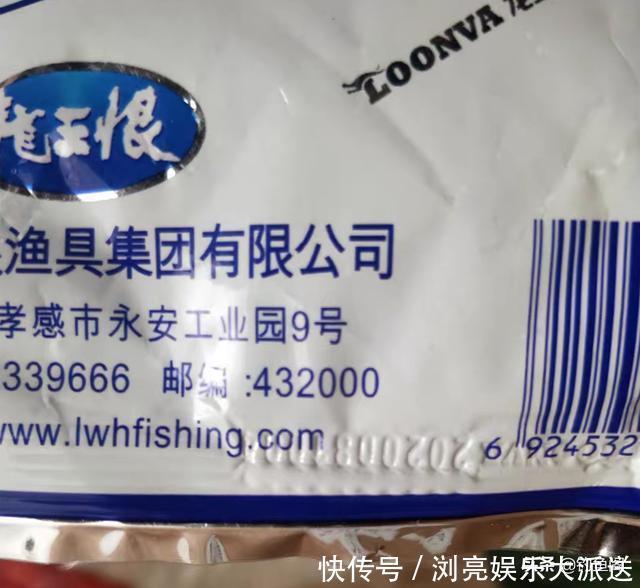 LOONVA
龍王恨
渔具集团有限公司
孝感市永安工业园9号
339666 邮编:432000
www.lwhfishing.com
6 924532
快传号 / 浏亮娱乐大派送